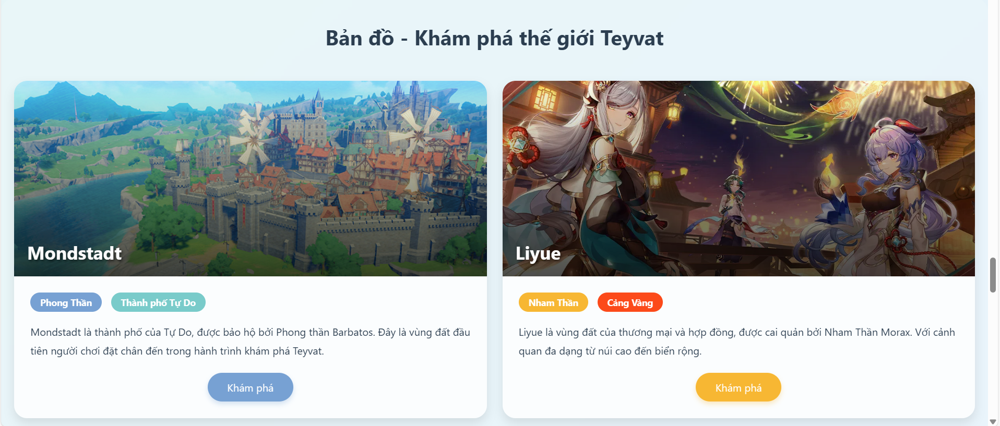 Bản đồ - Khám phá thế giới Teyvat
Mondstadt
Phong Thần
Thành phố Tự Do
Mondstadt là thành phố của Tự Do, được bảo hộ bởi Phong thần Barbatos. Đây là vùng đất đầu
tiên người chơi đặt chân đến trong hành trình khám phá Teyvat.
Khám phá
Liyue
Nham Thần
Cảng Vàng
Liyue là vùng đất của thương mại và hợp đồng, được cai quản bởi Nham Thần Morax. Với cảnh
quan đa dạng từ núi cao đến biển rộng.
Khám phá